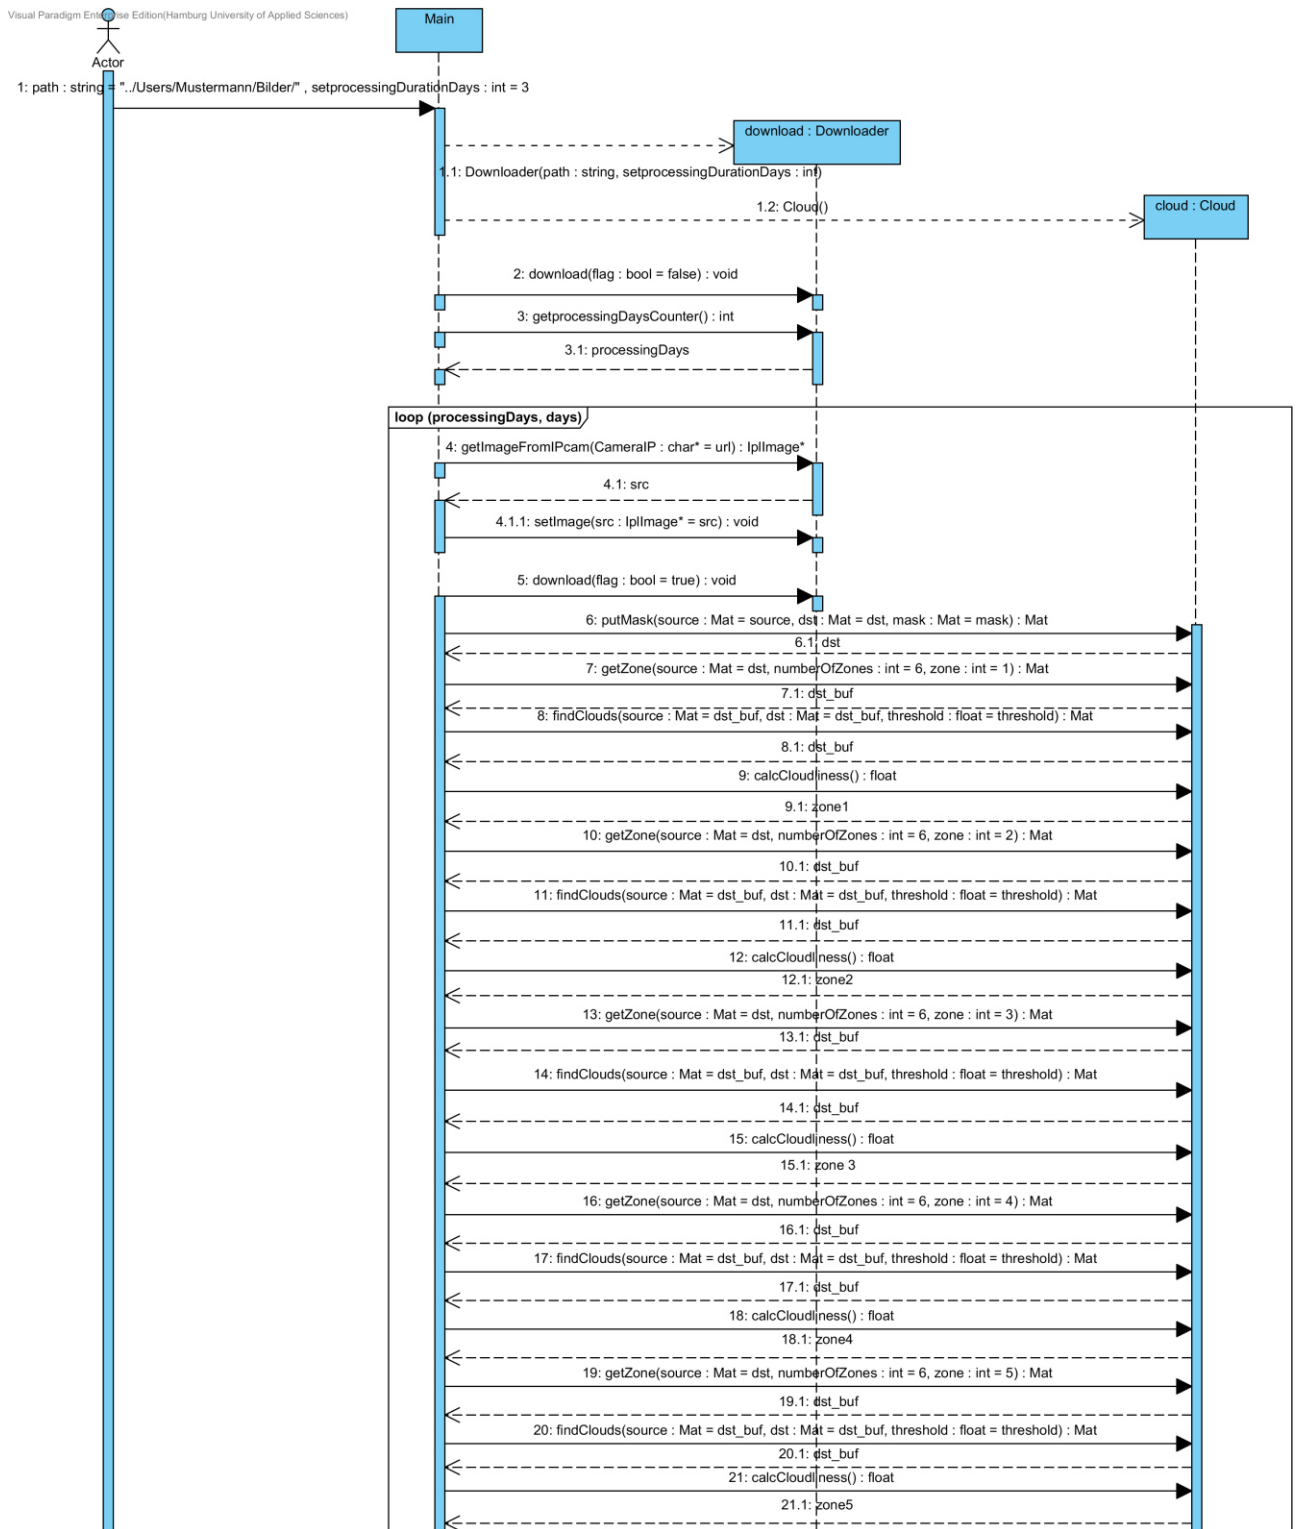 Visual Paradigm Enterprise Edition(Hamburg University of Applied Sciences)
Main
Actor
1: path : string = "../Users/Mustermann/Bilder/" , setprocessingDurationDays : int = 3
download : Downloader
1.1: Downloader(path : string, setprocessingDurationDays : int)
1.2: Cloud()
cloud : Cloud
2: download(flag : bool = false) : void
3: getprocessingDaysCounter() : int
3.1: processingDays
loop (processingDays, days)
4: getImageFromIPcam(CameraIP : char* = url) : IplImage*
4.1: src
4.1.1: setImage(src : IplImage* = src) : void
5: download(flag : bool = true) : void
6: putMask(source : Mat = source, dst : Mat = dst, mask : Mat = mask) : Mat
6.1: dst
7: getZone(source : Mat = dst, numberOfZones : int = 6, zone : int = 1) : Mat
7.1: dst_buf
8: findClouds(source : Mat = dst_buf, dst : Mat = dst_buf, threshold : float = threshold) : Mat
8.1: dst_buf
9: calcCloudliness() : float
9.1: zone1
10: getZone(source : Mat = dst, numberOfZones : int = 6, zone : int = 2) : Mat
10.1: dst_buf
11: findClouds(source : Mat = dst_buf, dst : Mat = dst_buf, threshold : float = threshold) : Mat
11.1: dst_buf
12: calcCloudliness() : float
12.1: zone2
13: getZone(source : Mat = dst, numberOfZones : int = 6, zone : int = 3) : Mat
13.1: dst_buf
14: findClouds(source : Mat = dst_buf, dst : Mat = dst_buf, threshold : float = threshold) : Mat
14.1: dst_buf
15: calcCloudliness() : float
15.1: zone 3
16: getZone(source : Mat = dst, numberOfZones : int = 6, zone : int = 4) : Mat
16.1: dst_buf
17: findClouds(source : Mat = dst_buf, dst : Mat = dst_buf, threshold : float = threshold) : Mat
17.1: dst_buf
18: calcCloudliness() : float
18.1: zone4
19: getZone(source : Mat = dst, numberOfZones : int = 6, zone : int = 5) : Mat
19.1: dst_buf
20: findClouds(source : Mat = dst_buf, dst : Mat = dst_buf, threshold : float = threshold) : Mat
20.1: dst_buf
21: calcCloudliness() : float
21.1: zone5